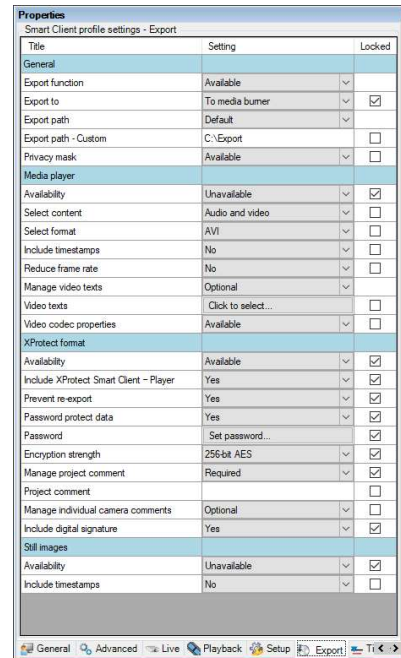 Properties
Smart Client profile settings - Export
Title Setting Locked
General
Export function Available
Export to To media burner
Export path Default
Export path - Custom C:\Export
Privacy mask Available
Media player
Availability Unavailable
Select content Audio and video
Select format AVI
Include timestamps No
Reduce frame rate No
Manage video texts Optional
Video texts Click to select...
Video codec properties Available
XProtect format
Availability Available
Include XProtect Smart Client – Player Yes
Prevent re-export Yes
Password protect data Yes
Password Set password...
Encryption strength 256-bit AES
Manage project comment Required
Project comment
Manage individual camera comments Optional
Include digital signature Yes
Still images
Availability Unavailable
Include timestamps No
General Advanced Live Playback Setup Export Ti